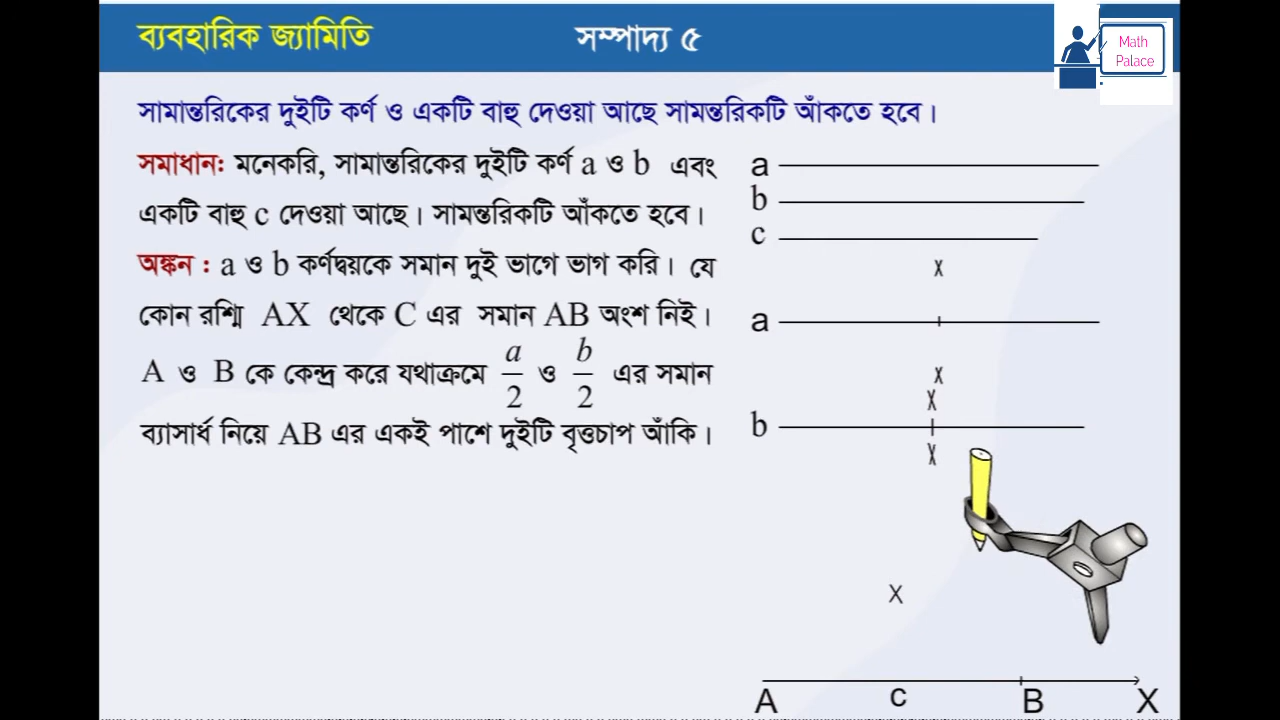 ব্যবহারিক জ্যামিতি
সম্পাদ্য ৫
Math
Palace
সামান্তরিকের দুইটি কর্ণ ও একটি বাহু দেওয়া আছে সামন্তরিকটি আঁকতে হবে।
সমাধান: মনেকরি, সামান্তরিকের দুইটি কর্ণ a ও b এবং
একটি বাহু c দেওয়া আছে। সামন্তরিকটি আঁকতে হবে।
অঙ্কন : a ও b কর্ণদ্বয়কে সমান দুই ভাগে ভাগ করি। যে
কোন রশ্মি AX থেকে C এর সমান AB অংশ নিই।
A ও B কে কেন্দ্র করে যথাক্রমে a/2 ও b/2 এর সমান
ব্যাসার্ধ নিয়ে AB এর একই পাশে দুইটি বৃত্তচাপ আঁকি।
a
b
c
a
b
A c B X